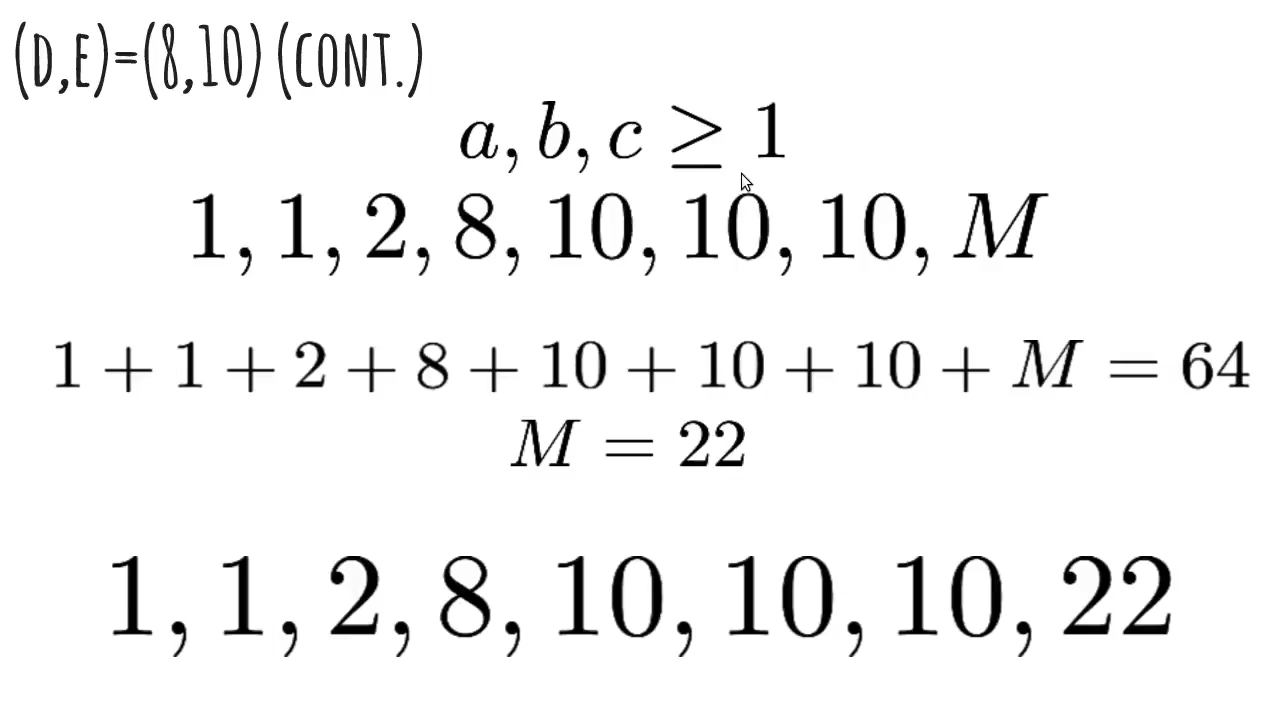 (D,E)=(8,10) (CONT.)
a, b, c ≥ 1
1, 1, 2, 8, 10, 10, 10, M
1 + 1 + 2 + 8 + 10 + 10 + 10 + M = 64
M = 22
1, 1, 2, 8, 10, 10, 10, 22